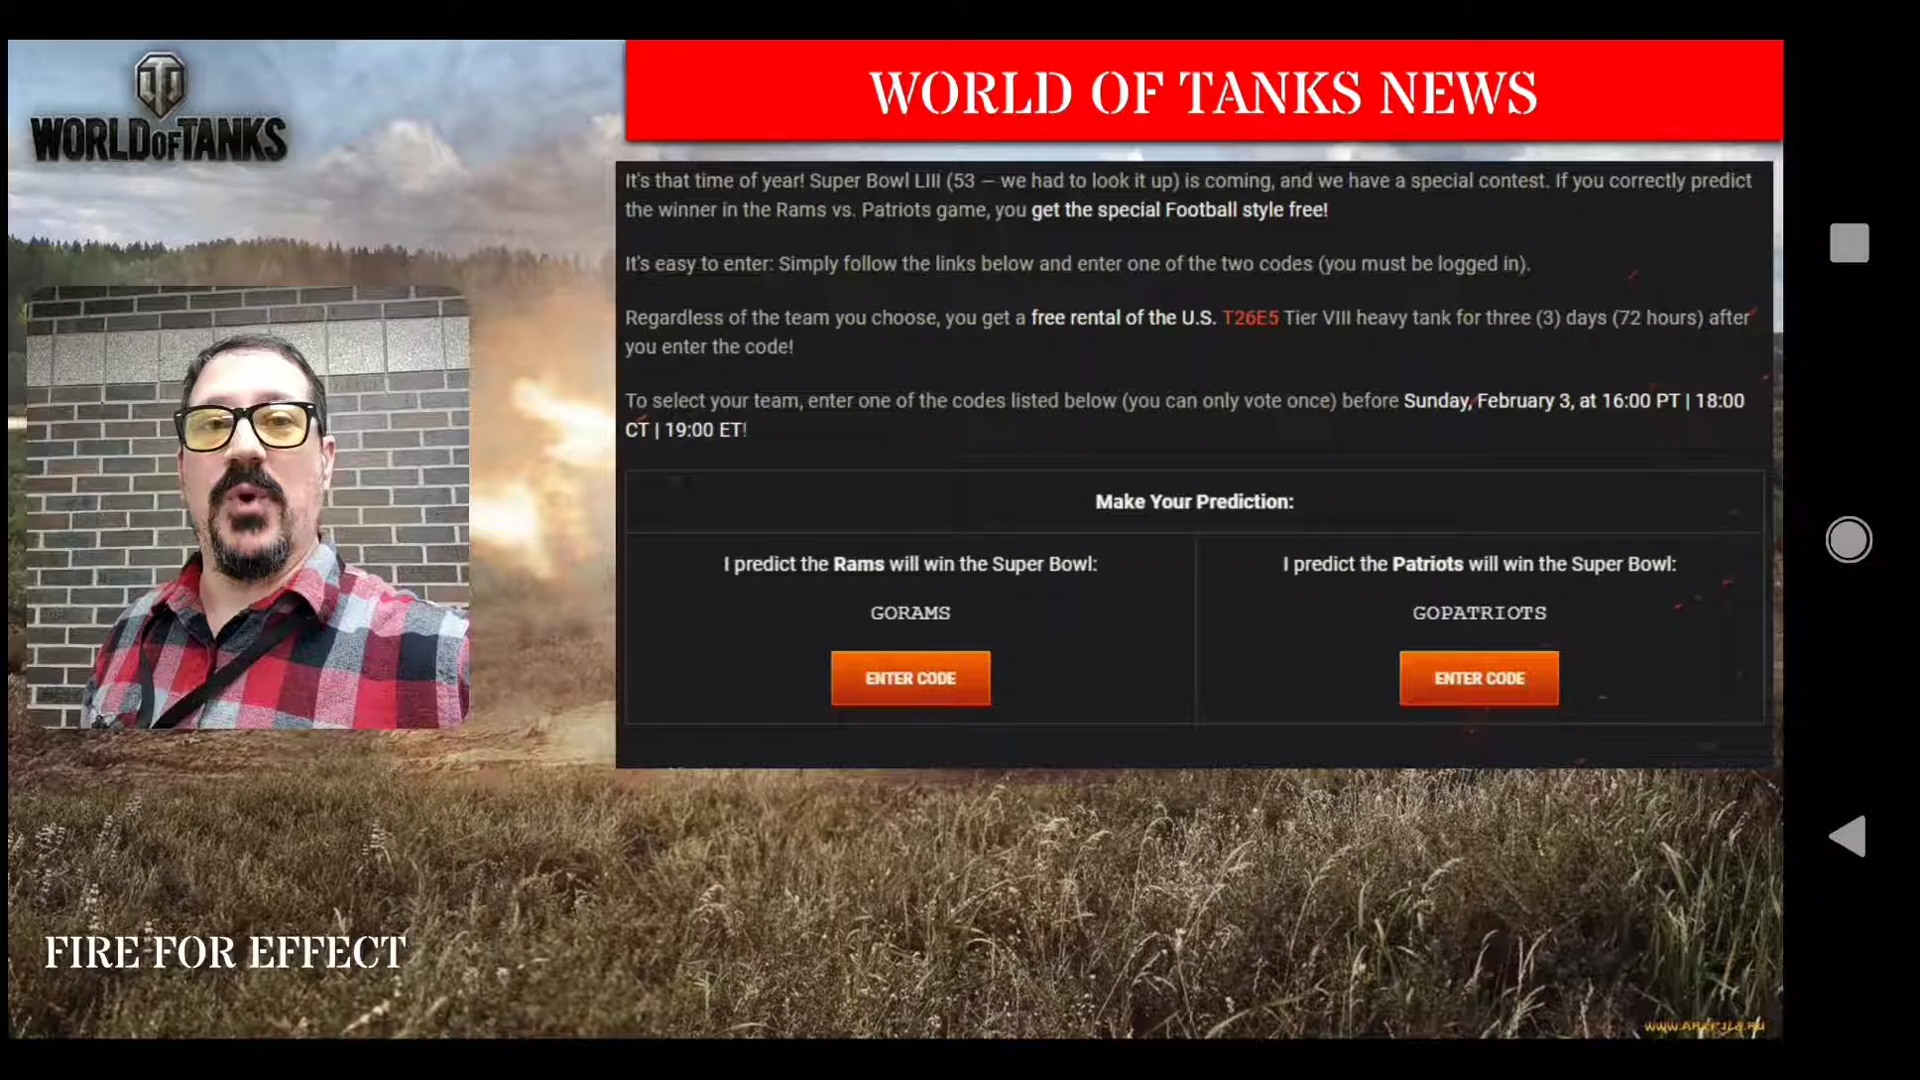 WORLD OF TANKS
WORLD OF TANKS NEWS
It's that time of year! Super Bowl LIII (53 — we had to look it up) is coming, and we have a special contest. If you correctly predict
the winner in the Rams vs. Patriots game, you get the special Football style free!
It's easy to enter: Simply follow the links below and enter one of the two codes (you must be logged in).
Regardless of the team you choose, you get a free rental of the U.S. T26E5 Tier VIII heavy tank for three (3) days (72 hours) after
you enter the code!
To select your team, enter one of the codes listed below (you can only vote once) before Sunday, February 3, at 16:00 PT | 18:00
CT | 19:00 ET!
Make Your Prediction:
I predict the Rams will win the Super Bowl:
GORAMS
ENTER CODE
I predict the Patriots will win the Super Bowl:
GOPATRIOTS
ENTER CODE
FIRE FOR EFFECT